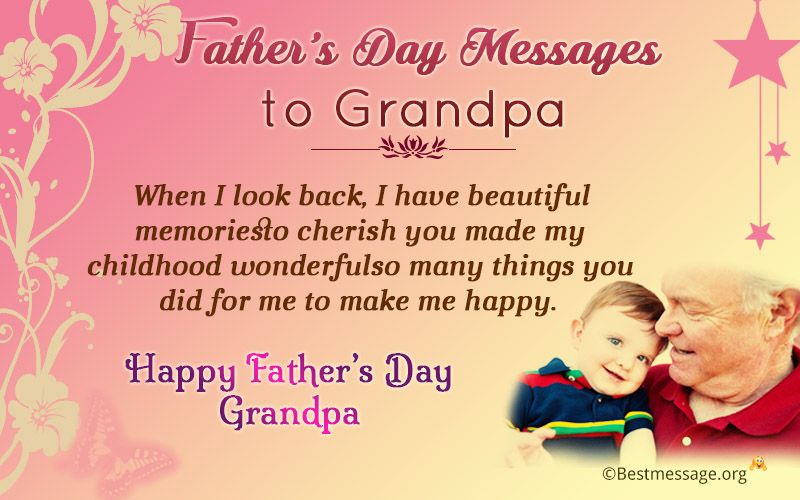 Father's Day Messages
to Grandpa
When I look back, I have beautiful
memoriesto cherish you made my
childhood wonderfulso many things you
did for me to make me happy.
Happy Father's Day
Grandpa
©Bestmessage.org